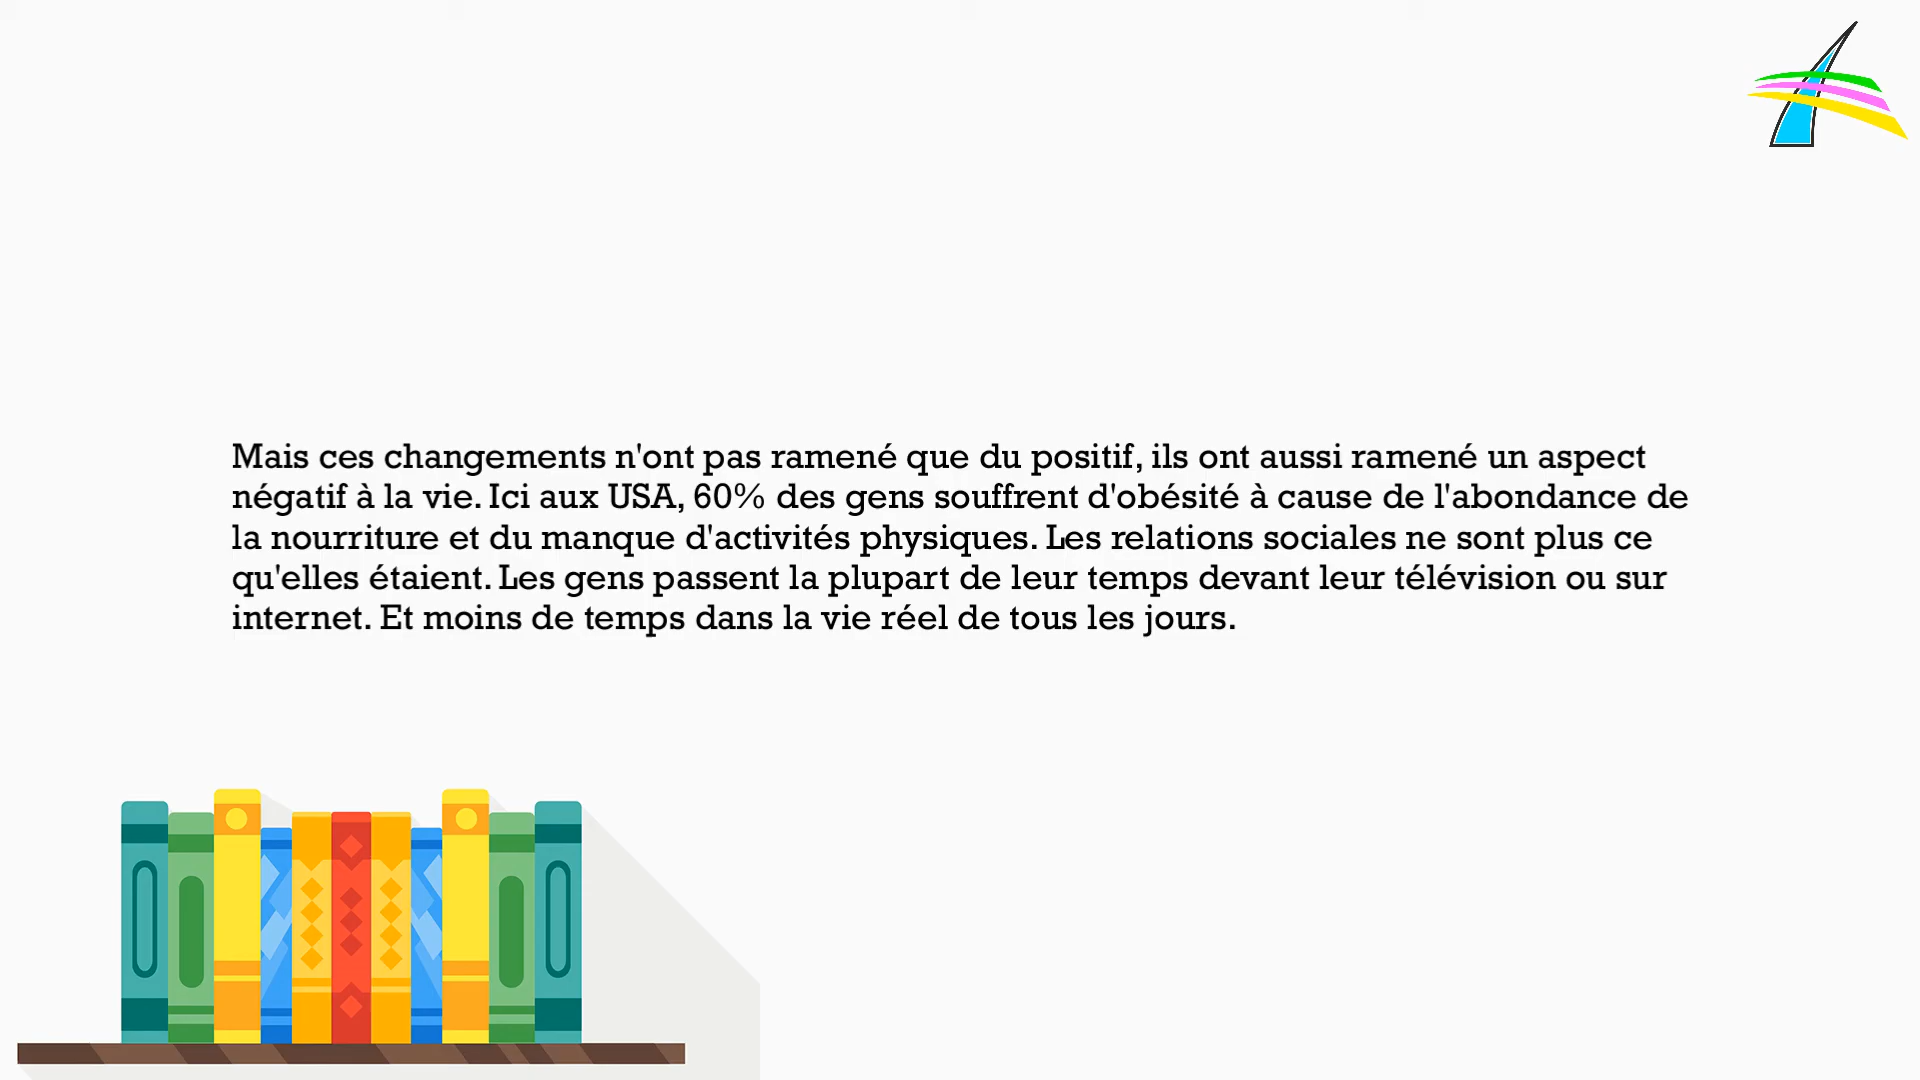 Mais ces changements n'ont pas ramené que du positif, ils ont aussi ramené un aspect
négatif à la vie. Ici aux USA, 60% des gens souffrent d'obésité à cause de l'abondance de
la nourriture et du manque d'activités physiques. Les relations sociales ne sont plus ce
qu'elles étaient. Les gens passent la plupart de leur temps devant leur télévision ou sur
internet. Et moins de temps dans la vie réel de tous les jours.